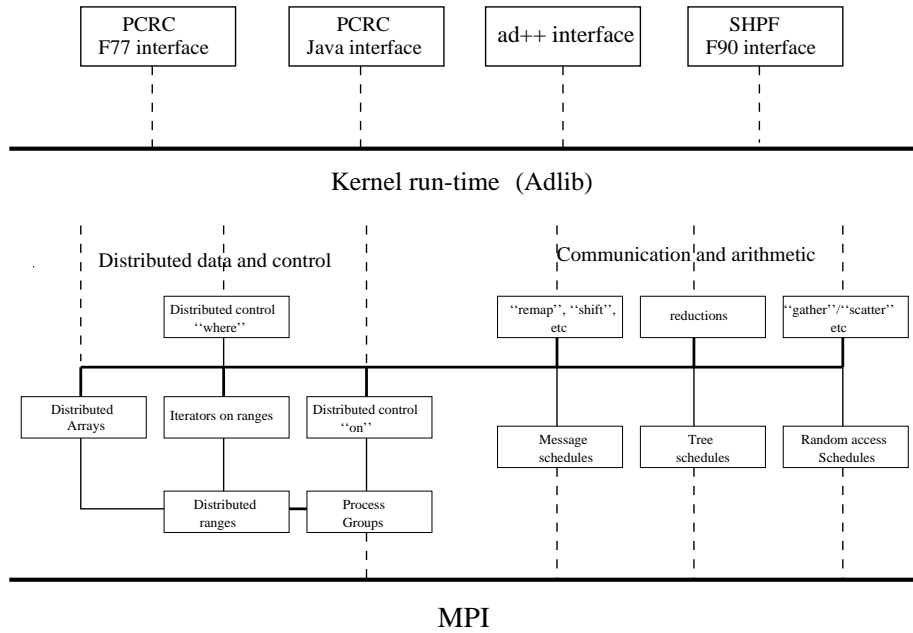 PCRC
F77 interface
PCRC
Java interface
ad++ interface
SHPF
F90 interface
Kernel run-time (Adlib)
Distributed data and control
Communication and arithmetic
Distributed control
‘‘where’’
‘‘remap’’, ‘‘shift’’,
etc
reductions
‘‘gather’’/‘‘scatter’’
etc
Distributed
Arrays
Iterators on ranges
Distributed control
‘‘on’’
Message
schedules
Tree
schedules
Random access
Schedules
Distributed
ranges
Process
Groups
MPI